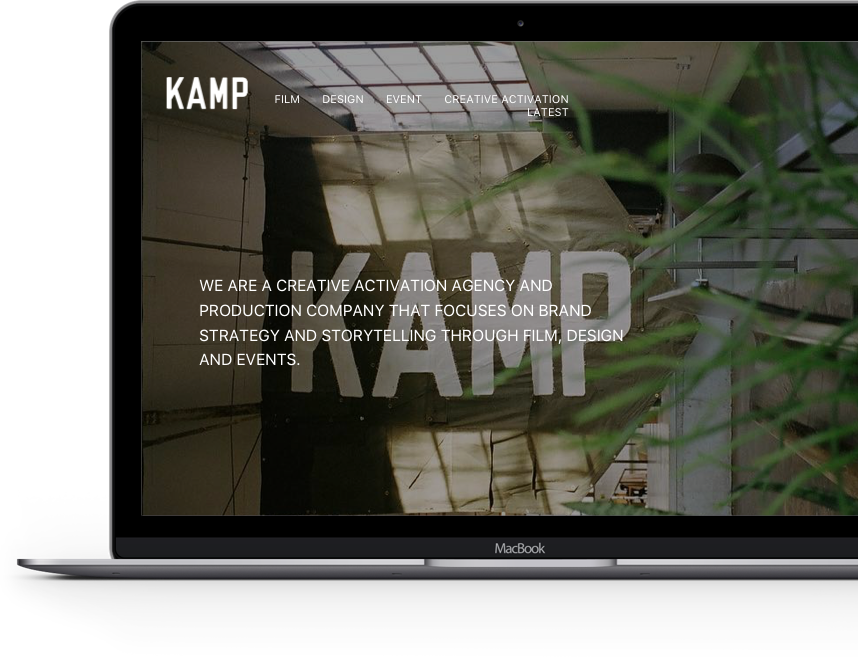 KAMP
FILM DESIGN EVENT CREATIVE ACTIVATION
LATEST
KAMP
WE ARE A CREATIVE ACTIVATION AGENCY AND
PRODUCTION COMPANY THAT FOCUSES ON BRAND
STRATEGY AND STORYTELLING THROUGH FILM, DESIGN
AND EVENTS.
MacBook